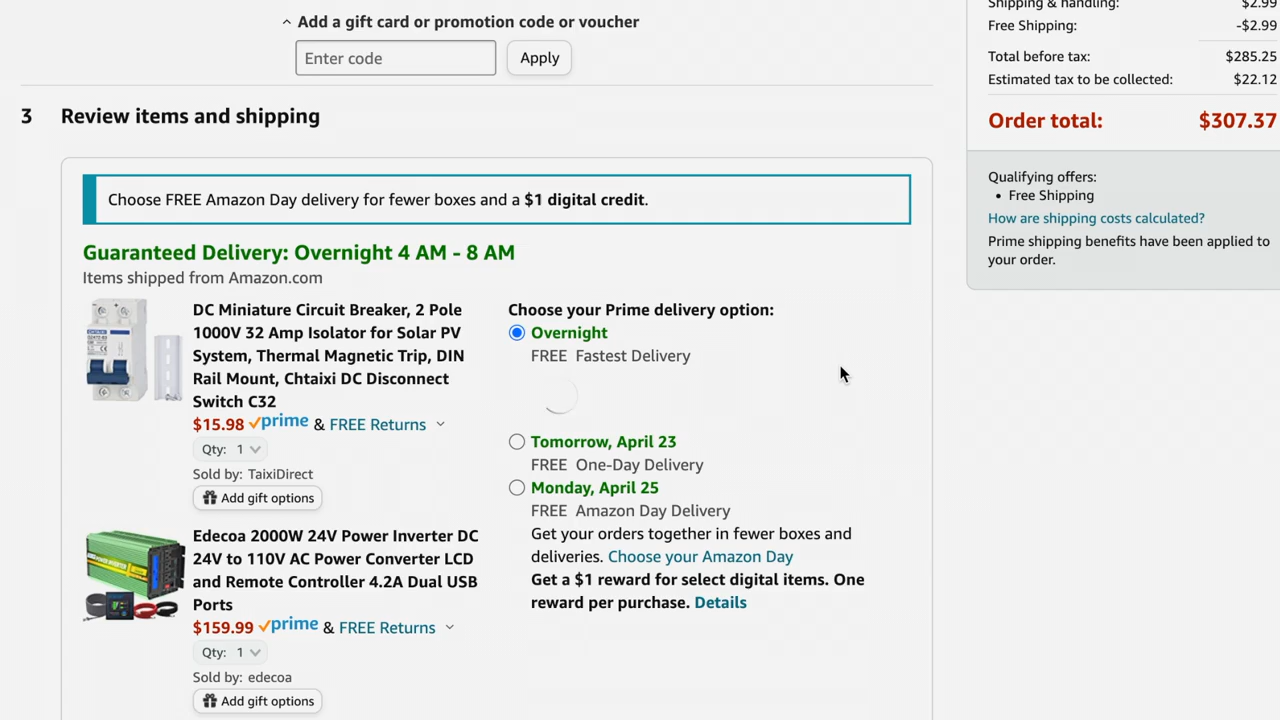 Add a gift card or promotion code or voucher
Enter code
Apply
Shipping & handling: $2.99
Free Shipping: -$2.99
Total before tax: $285.25
Estimated tax to be collected: $22.12
Order total: $307.37
Qualifying offers:
• Free Shipping
How are shipping costs calculated?
Prime shipping benefits have been applied to
your order.
3 Review items and shipping
Choose FREE Amazon Day delivery for fewer boxes and a $1 digital credit.
Guaranteed Delivery: Overnight 4 AM - 8 AM
Items shipped from Amazon.com
DC Miniature Circuit Breaker, 2 Pole
1000V 32 Amp Isolator for Solar PV
System, Thermal Magnetic Trip, DIN
Rail Mount, Chtaixi DC Disconnect
Switch C32
$15.98 prime & FREE Returns
Qty: 1
Sold by: TaixiDirect
Add gift options
Edecoa 2000W 24V Power Inverter DC
24V to 110V AC Power Converter LCD
and Remote Controller 4.2A Dual USB
Ports
$159.99 prime & FREE Returns
Qty: 1
Sold by: edecoa
Add gift options
Choose your Prime delivery option:
Overnight
FREE Fastest Delivery
Tomorrow, April 23
FREE One-Day Delivery
Monday, April 25
FREE Amazon Day Delivery
Get your orders together in fewer boxes and
deliveries. Choose your Amazon Day
Get a $1 reward for select digital items. One
reward per purchase. Details